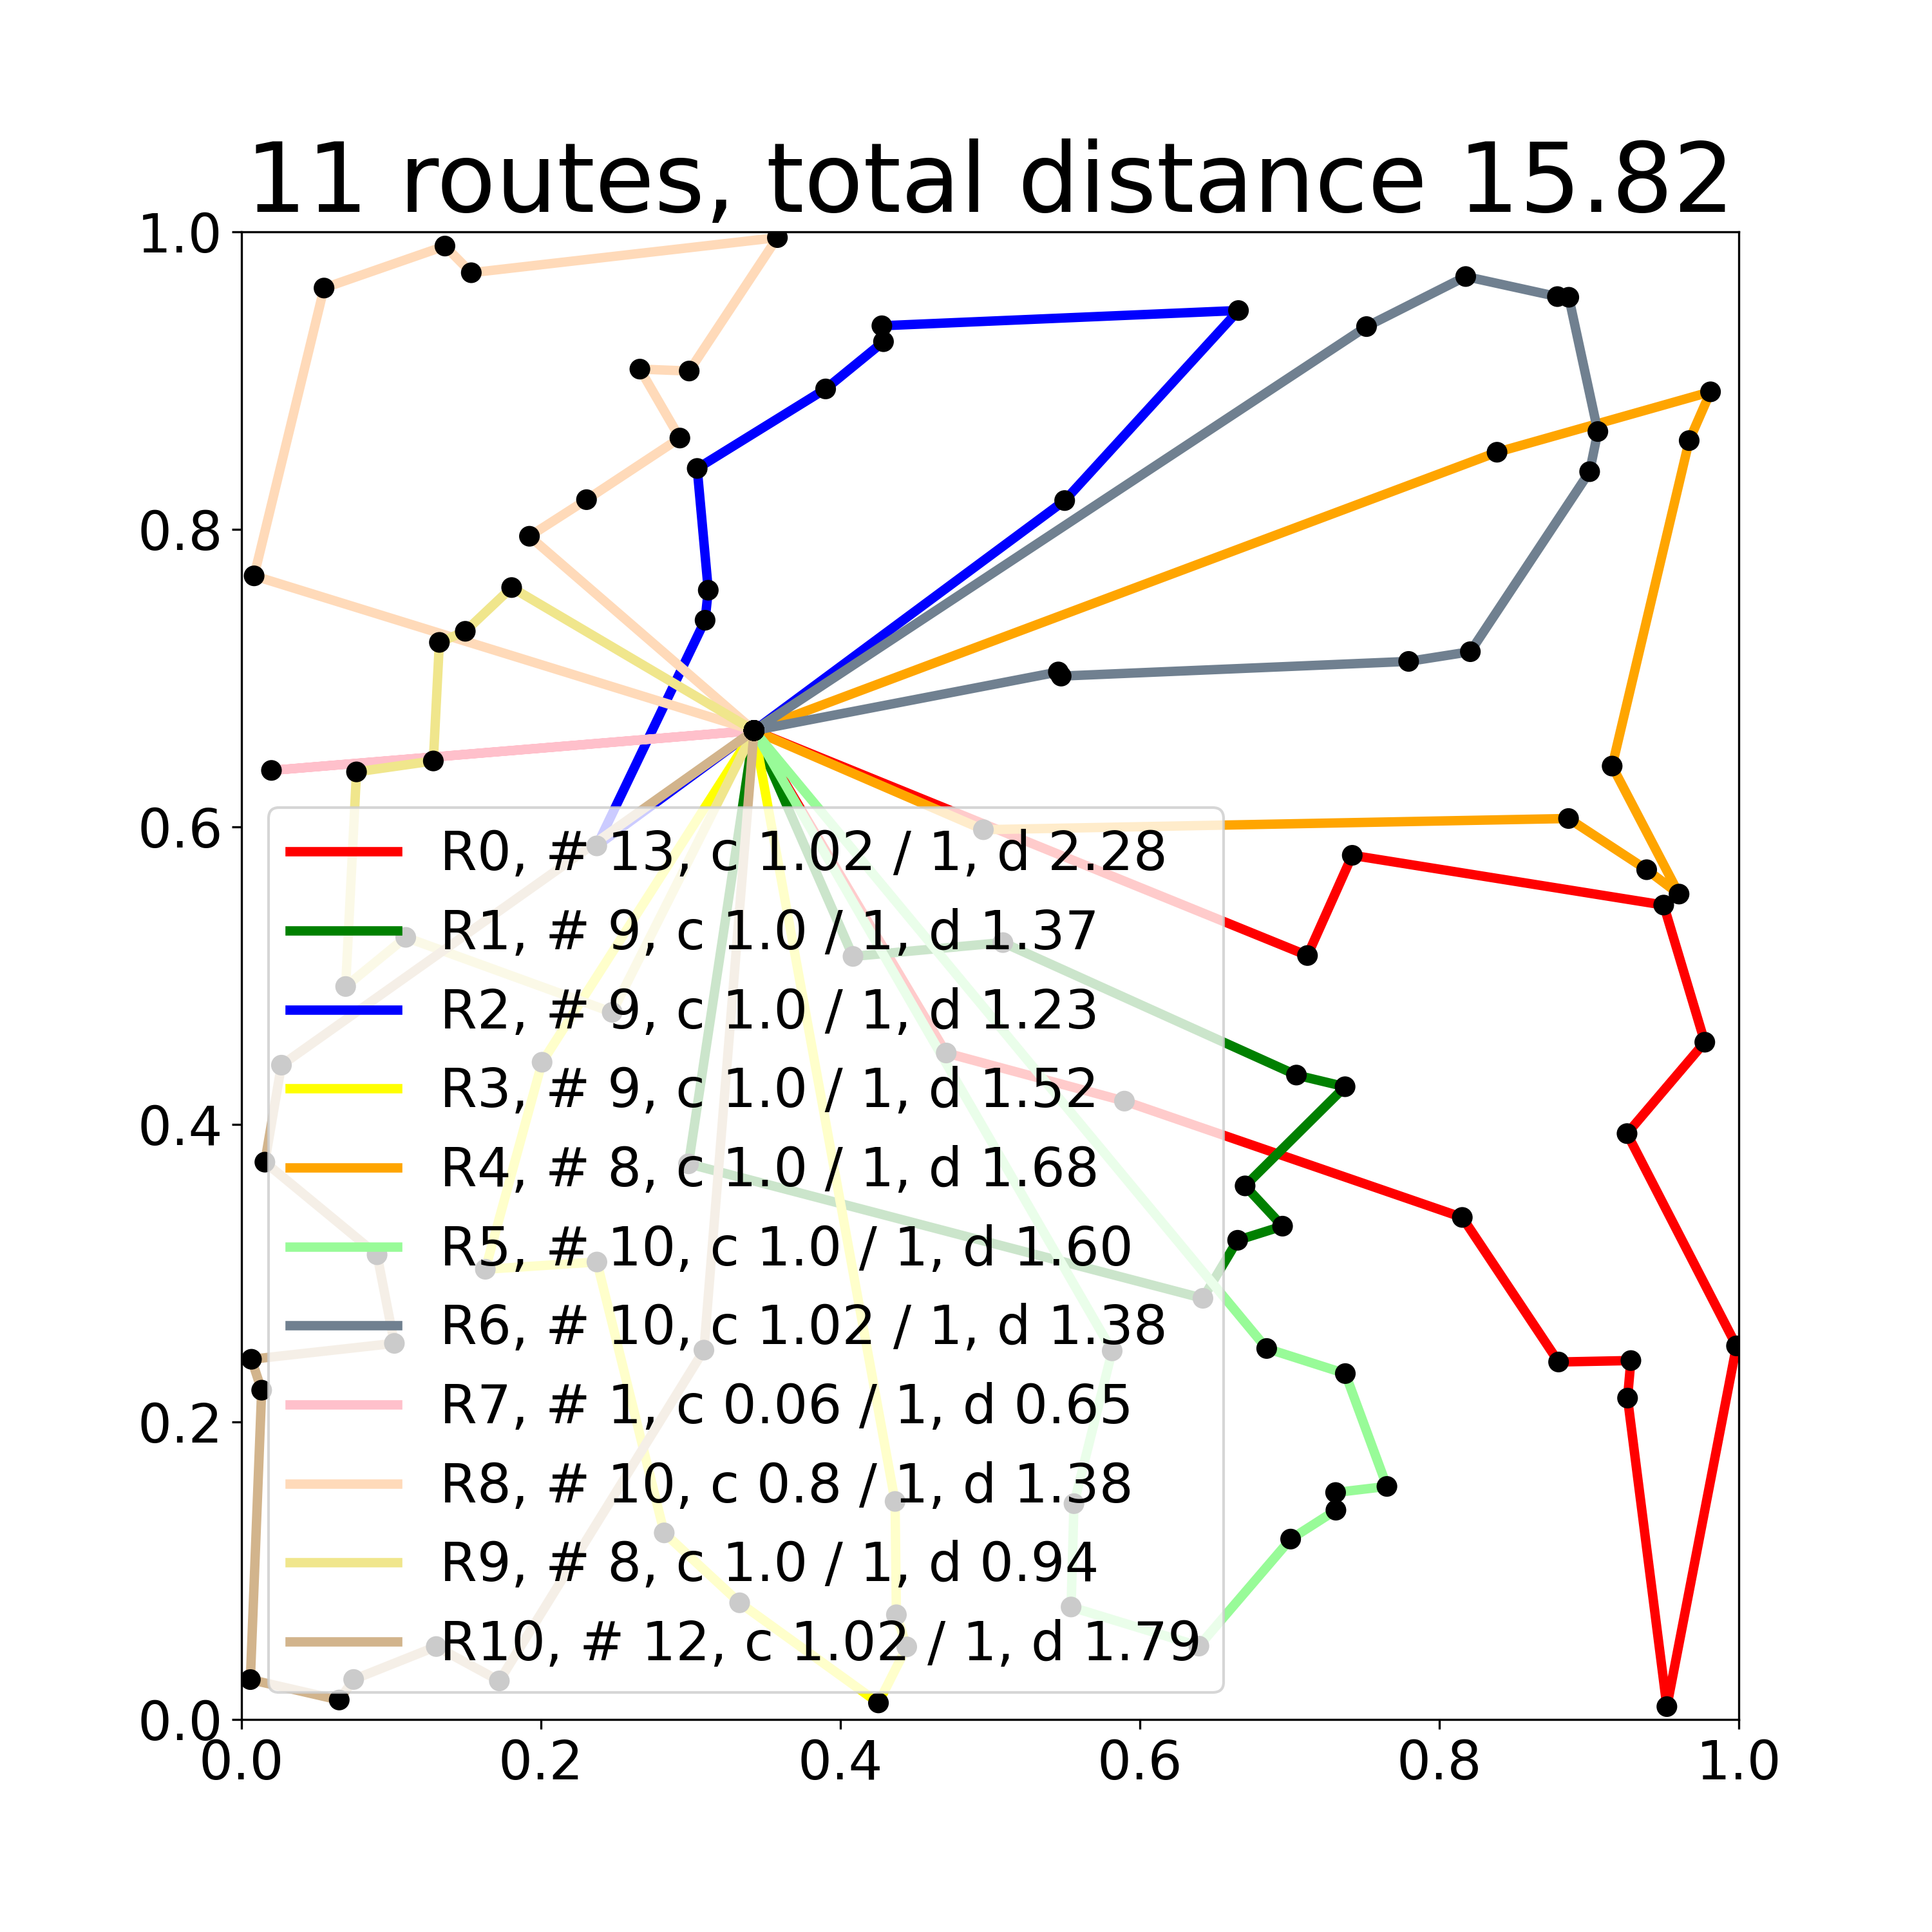 11 routes, total distance 15.82
1.0
0.8
0.6
0.4
0.2
0.0
R0, # 13, c 1.02 / 1, d 2.28
R1, # 9, c 1.0 / 1, d 1.37
R2, # 9, c 1.0 / 1, d 1.23
R3, # 9, c 1.0 / 1, d 1.52
R4, # 8, c 1.0 / 1, d 1.68
R5, # 10, c 1.0 / 1, d 1.60
R6, # 10, c 1.02 / 1, d 1.38
R7, # 1, c 0.06 / 1, d 0.65
R8, # 10, c 0.8 / 1, d 1.38
R9, # 8, c 1.0 / 1, d 0.94
R10, # 12, c 1.02 / 1, d 1.79
0.0 0.2 0.4 0.6 0.8 1.0